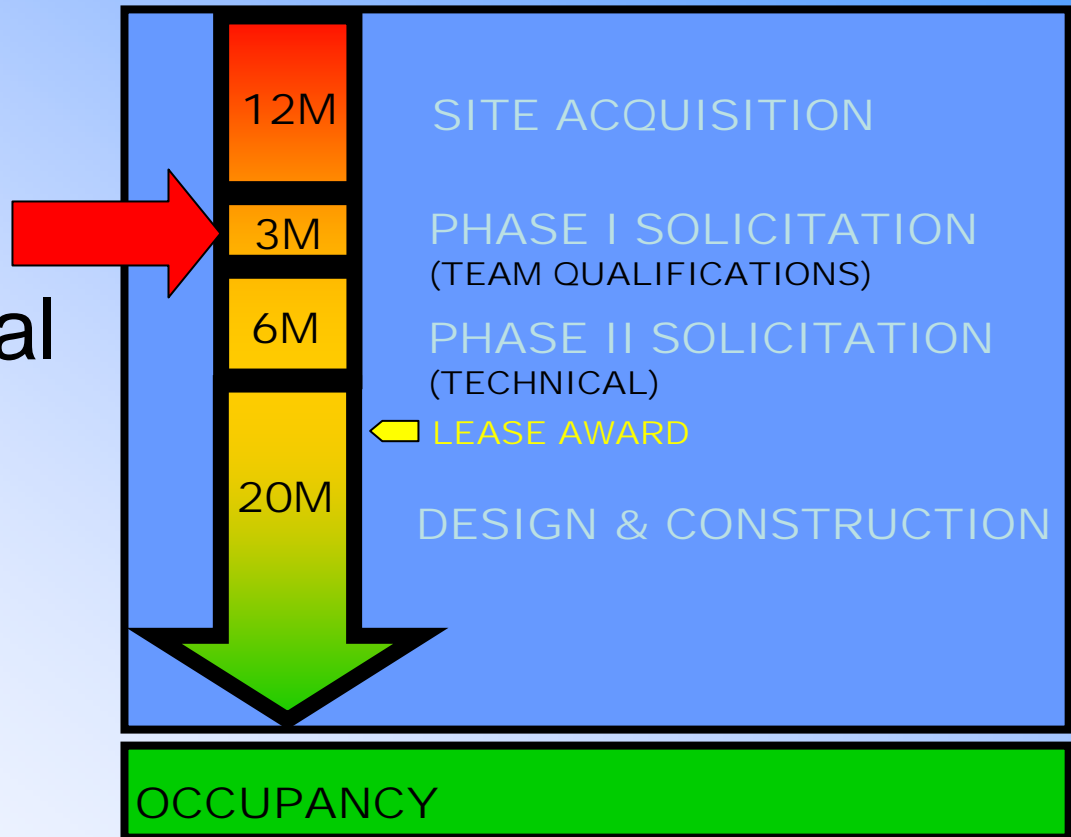 12M
SITE ACQUISITION
3M
PHASE I SOLICITATION
(TEAM QUALIFICATIONS)
al
6M
PHASE II SOLICITATION
(TECHNICAL)
LEASE AWARD
20M
DESIGN & CONSTRUCTION
OCCUPANCY